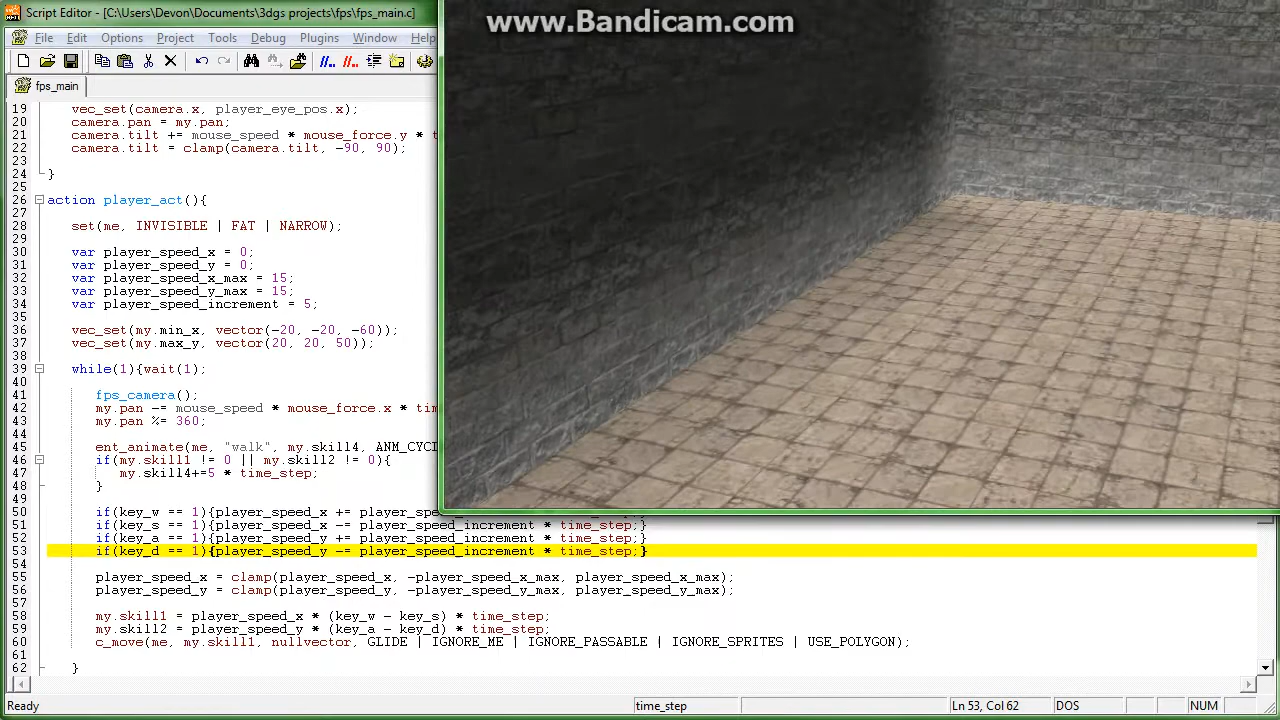 Script Editor - [C:\Users\Devon\Documents\3dgs projects\fps\fps_main.c]
www.Bandicam.com
File Edit Options Project Tools Debug Plugins Window Help
fps_main
19 vec_set(camera.x, player_eye_pos.x);
20 camera.pan = my.pan;
21 camera.tilt += mouse_speed * mouse_force.y * t
22 camera.tilt = clamp(camera.tilt, -90, 90);
23
24 }
25
26 action player_act(){
27
28 set(me, INVISIBLE | FAT | NARROW);
29
30 var player_speed_x = 0;
31 var player_speed_y = 0;
32 var player_speed_x_max = 15;
33 var player_speed_y_max = 15;
34 var player_speed_increment = 5;
35
36 vec_set(my.min_x, vector(-20, -20, -60));
37 vec_set(my.max_y, vector(20, 20, 50));
38
39 while(1){wait(1);
40
41 fps_camera();
42 my.pan -= mouse_speed * mouse_force.x * tim
43 my.pan %= 360;
44
45 ent_animate(me, "walk", my.skill4, ANM_CYCL
46 if(my.skill1 != 0 || my.skill2 != 0){
47 my.skill4+=5 * time_step;
48 }
49
50 if(key_w == 1){player_speed_x += player_speed_increment * time_step;}
51 if(key_s == 1){player_speed_x -= player_speed_increment * time_step;}
52 if(key_a == 1){player_speed_y += player_speed_increment * time_step;}
53 if(key_d == 1){player_speed_y -= player_speed_increment * time_step;}
54
55 player_speed_x = clamp(player_speed_x, -player_speed_x_max, player_speed_x_max);
56 player_speed_y = clamp(player_speed_y, -player_speed_y_max, player_speed_y_max);
57
58 my.skill1 = player_speed_x * (key_w - key_s) * time_step;
59 my.skill2 = player_speed_y * (key_a - key_d) * time_step;
60 c_move(me, my.skill1, nullvector, GLIDE | IGNORE_ME | IGNORE_PASSABLE | IGNORE_SPRITES | USE_POLYGON);
61
62 }
Ready time_step Ln 53, Col 62 DOS NUM